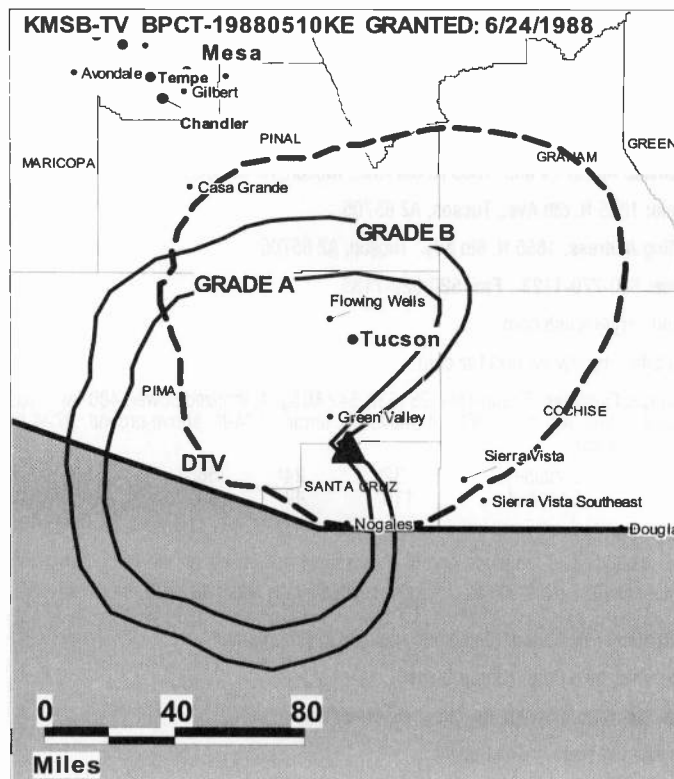 KMSB-TV BPCT-19880510KE GRANTED: 6/24/1988
Mesa
Avondale
Tempe
Gilbert
Chandler
PINAL
MARICOPA
GRAHAM
GREEN
Casa Grande
GRADE B
GRADE A
Flowing Wells
Tucson
PIMA
Green Valley
COCHISE
DTV
Sierra Vista
SANTA CRUZ
Sierra Vista Southeast
Nogales
Dougla
0 40 80
Miles